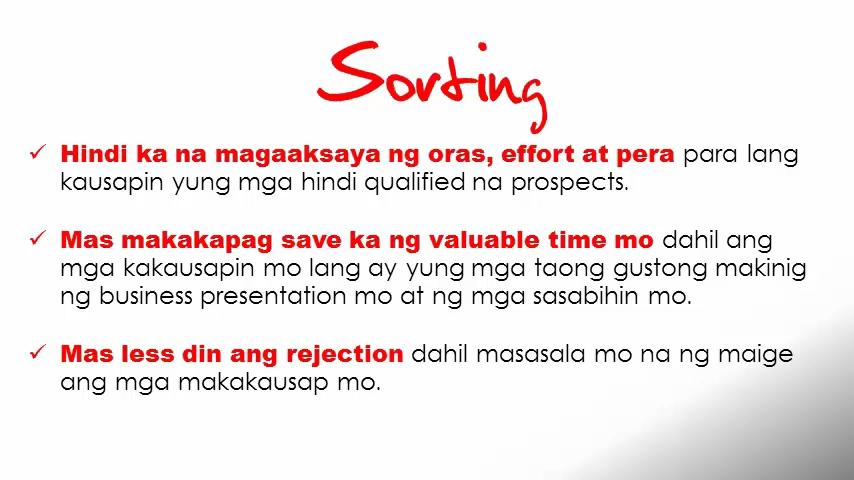 Sorting
✓ Hindi ka na magaaksaya ng oras, effort at pera para lang
kausapin yung mga hindi qualified na prospects.
✓ Mas makakapag save ka ng valuable time mo dahil ang
mga kakausapin mo lang ay yung mga taong gustong makinig
ng business presentation mo at ng mga sasabihin mo.
✓ Mas less din ang rejection dahil masasala mo na ng maige
ang mga makakausap mo.